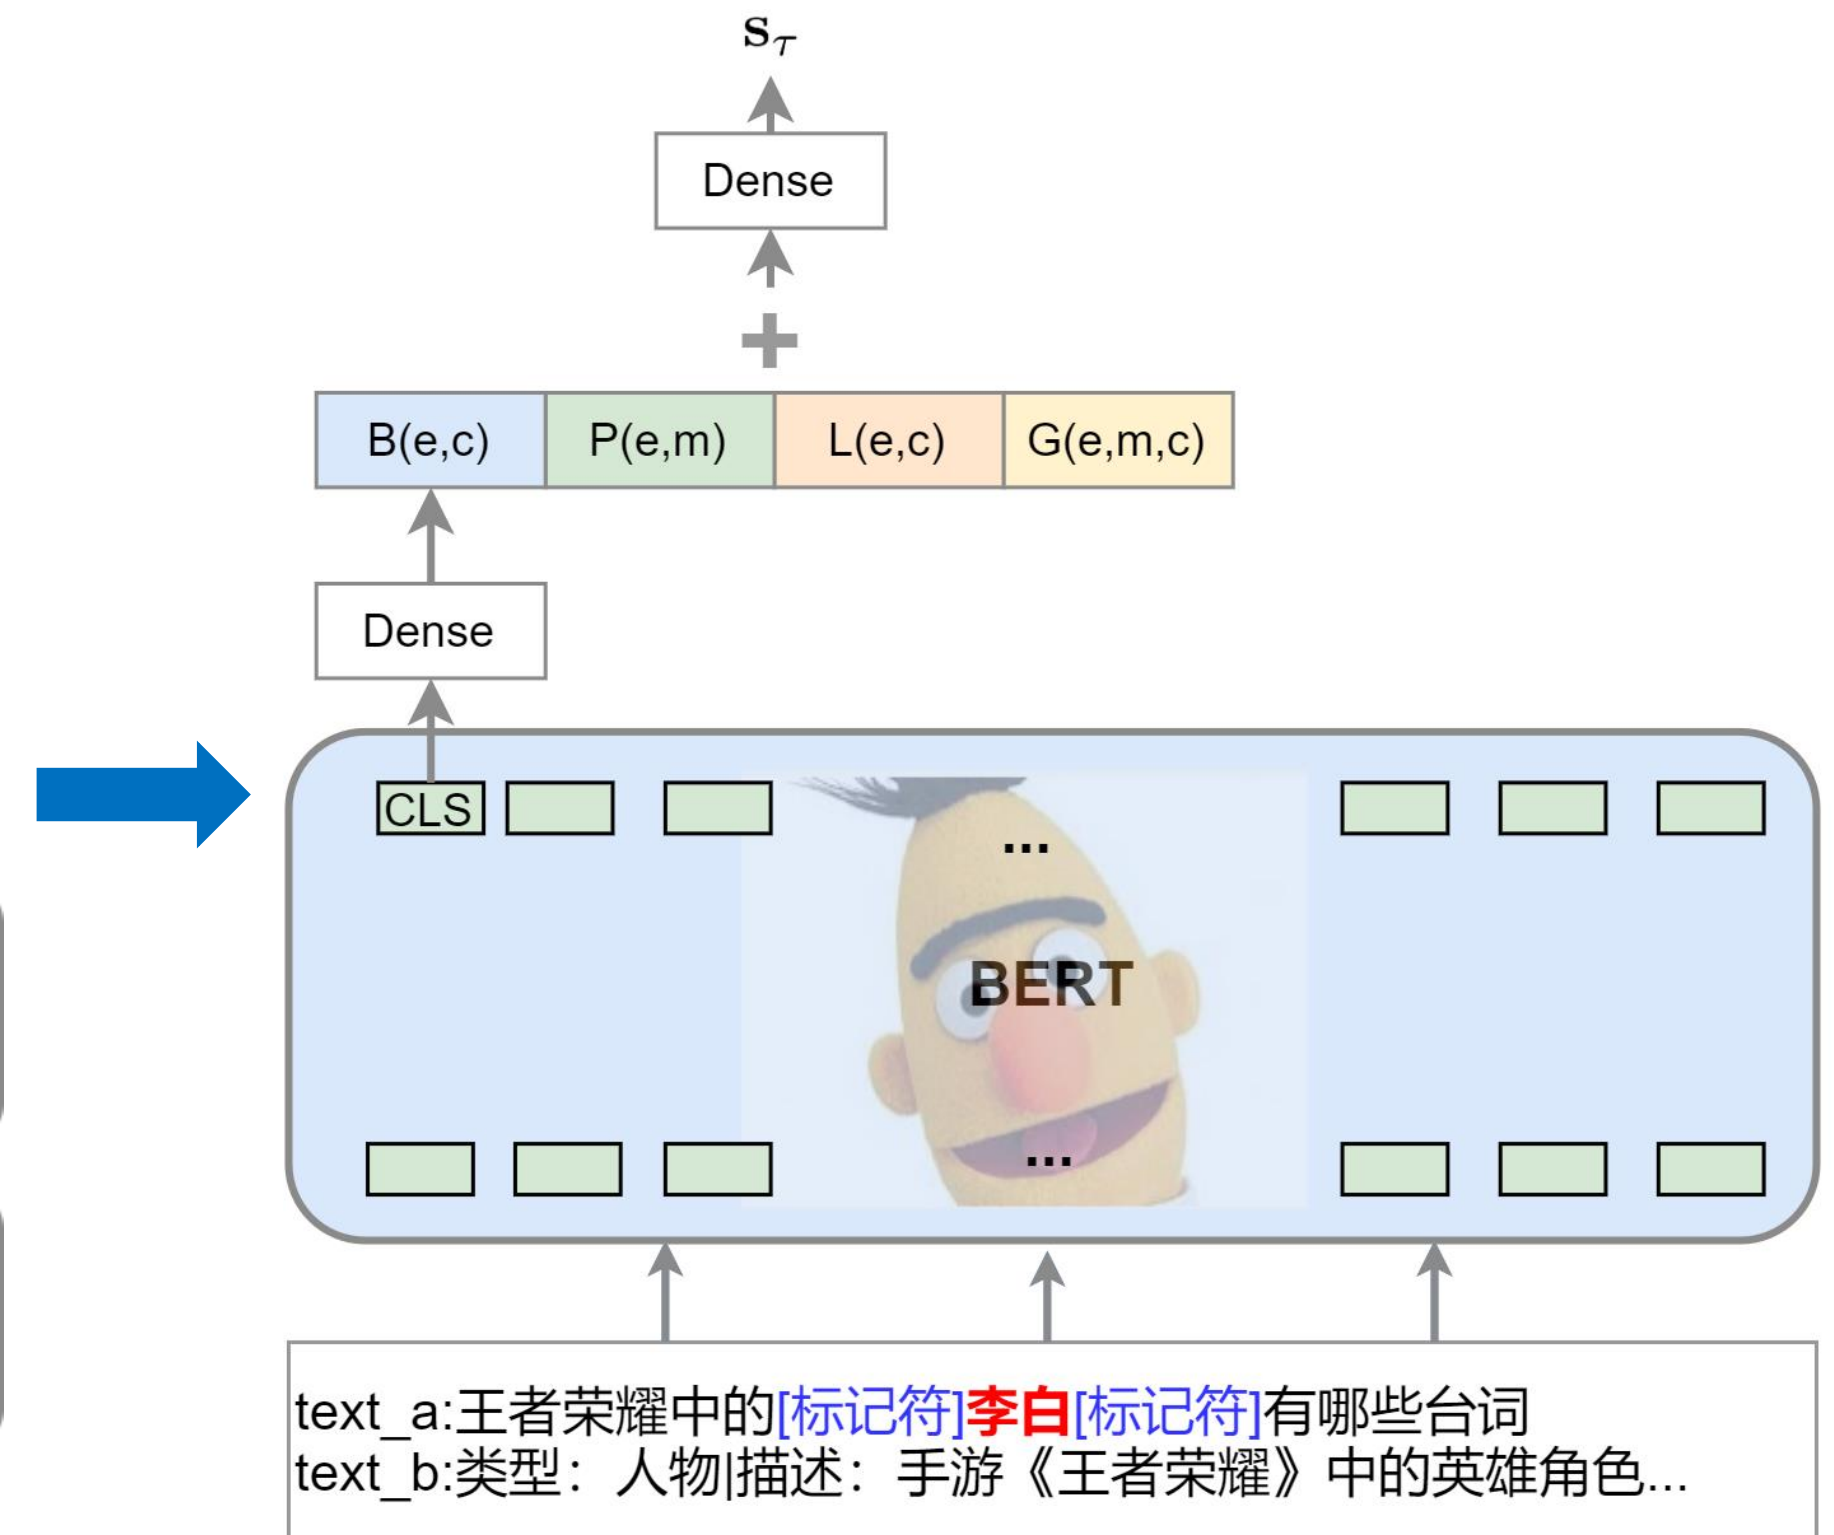 sτ
Dense
+
B(e,c) P(e,m) L(e,c) G(e,m,c)
Dense
CLS
...
BERT
...
text_a:王者荣耀中的[标记符]李白[标记符]有哪些台词
text_b:类型：人物|描述：手游《王者荣耀》中的英雄角色...